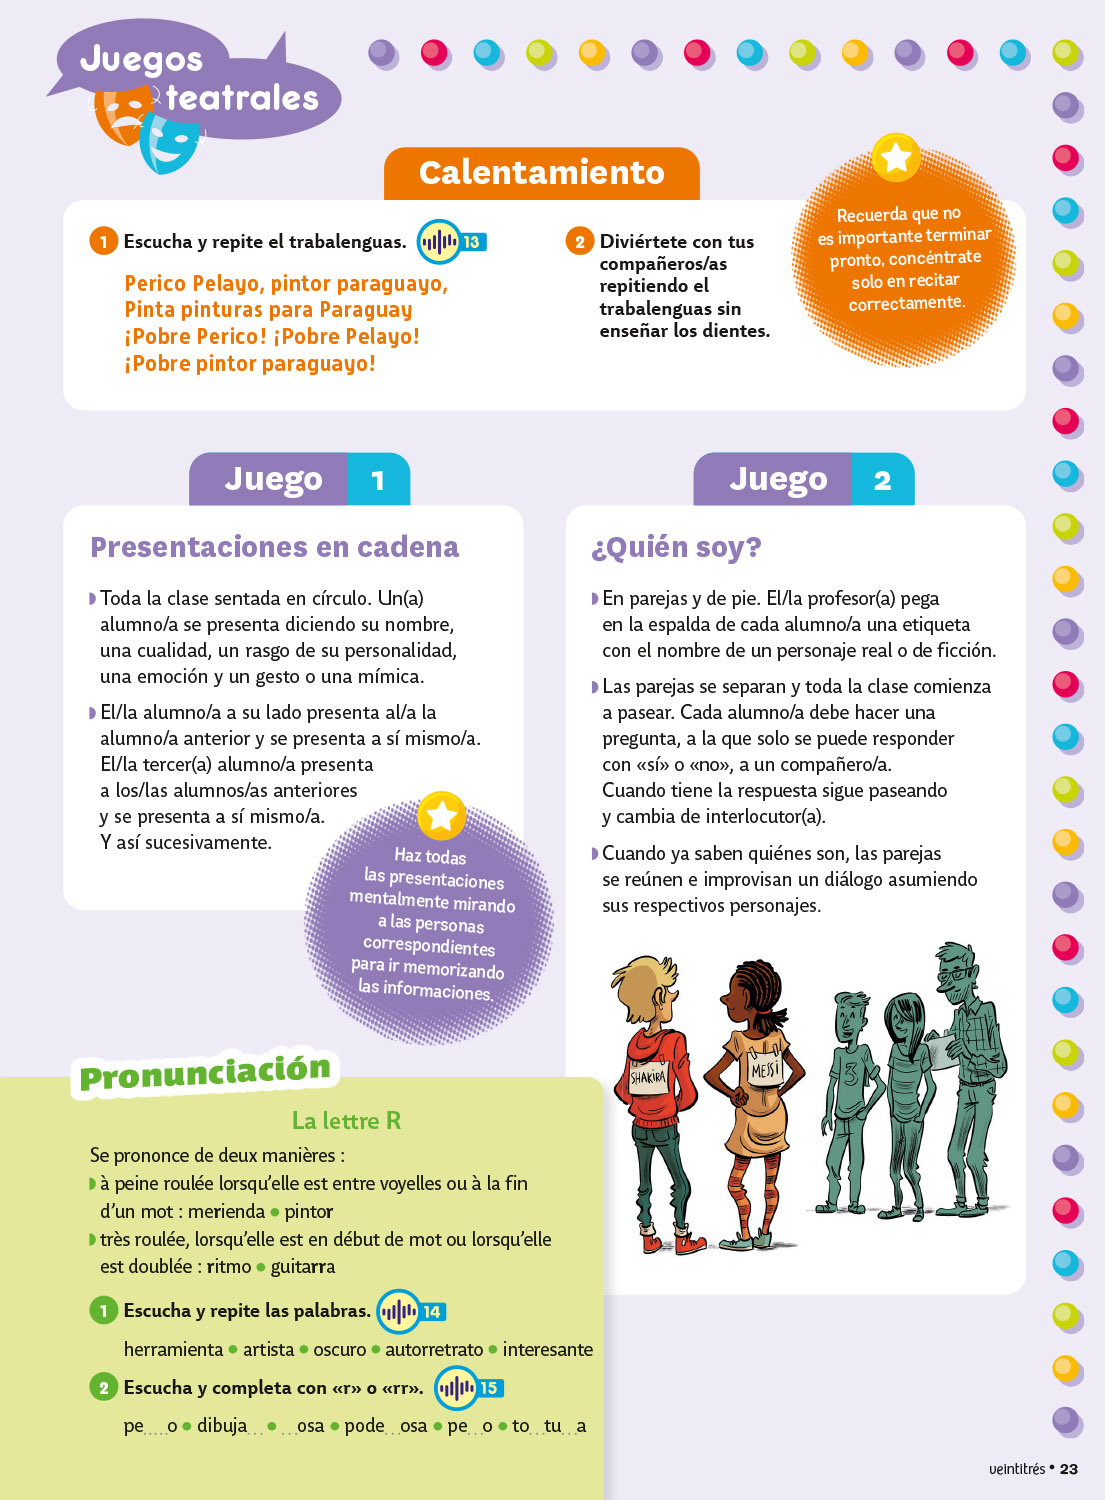 Juegos
teatrales
Calentamiento
1 Escucha y repite el trabalenguas. 13
Perico Pelayo, pintor paraguayo,
Pinta pinturas para Paraguay
¡Pobre Perico! ¡Pobre Pelayo!
¡Pobre pintor paraguayo!
2 Diviértete con tus
compañeros/as
repitiendo el
trabalenguas sin
enseñar los dientes.
Recuerda que no
es importante terminar
pronto, concéntrate
solo en recitar
correctamente.
Juego 1
Presentaciones en cadena
Toda la clase sentada en círculo. Un(a)
alumno/a se presenta diciendo su nombre,
una cualidad, un rasgo de su personalidad,
una emoción y un gesto o una mímica.
El/la alumno/a a su lado presenta al/a la
alumno/a anterior y se presenta a sí mismo/a.
El/la tercer(a) alumno/a presenta
a los/las alumnos/as anteriores
y se presenta a sí mismo/a.
Y así sucesivamente.
Haz todas
las presentaciones
mentalmente mirando
a las personas
correspondientes
para ir memorizando
las informaciones.
Juego 2
¿Quién soy?
En parejas y de pie. El/la profesor(a) pega
en la espalda de cada alumno/a una etiqueta
con el nombre de un personaje real o de ficción.
Las parejas se separan y toda la clase comienza
a pasear. Cada alumno/a debe hacer una
pregunta, a la que solo se puede responder
con «sí» o «no», a un compañero/a.
Cuando tiene la respuesta sigue paseando
y cambia de interlocutor(a).
Cuando ya saben quiénes son, las parejas
se reúnen e improvisan un diálogo asumiendo
sus respectivos personajes.
SHAKIRA
MESSI
3
Pronunciación
La lettre R
Se prononce de deux manières :
à peine roulée lorsqu'elle est entre voyelles ou à la fin
d'un mot : merienda • pintor
très roulée, lorsqu'elle est en début de mot ou lorsqu'elle
est doublée : ritmo • guitarra
1 Escucha y repite las palabras. 14
herramienta • artista • oscuro • autorretrato • interesante
2 Escucha y completa con «r» o «rr». 15
pe.....o • dibuja... • ...osa • pode...osa • pe...o • to...tu...a
veintitrés • 23